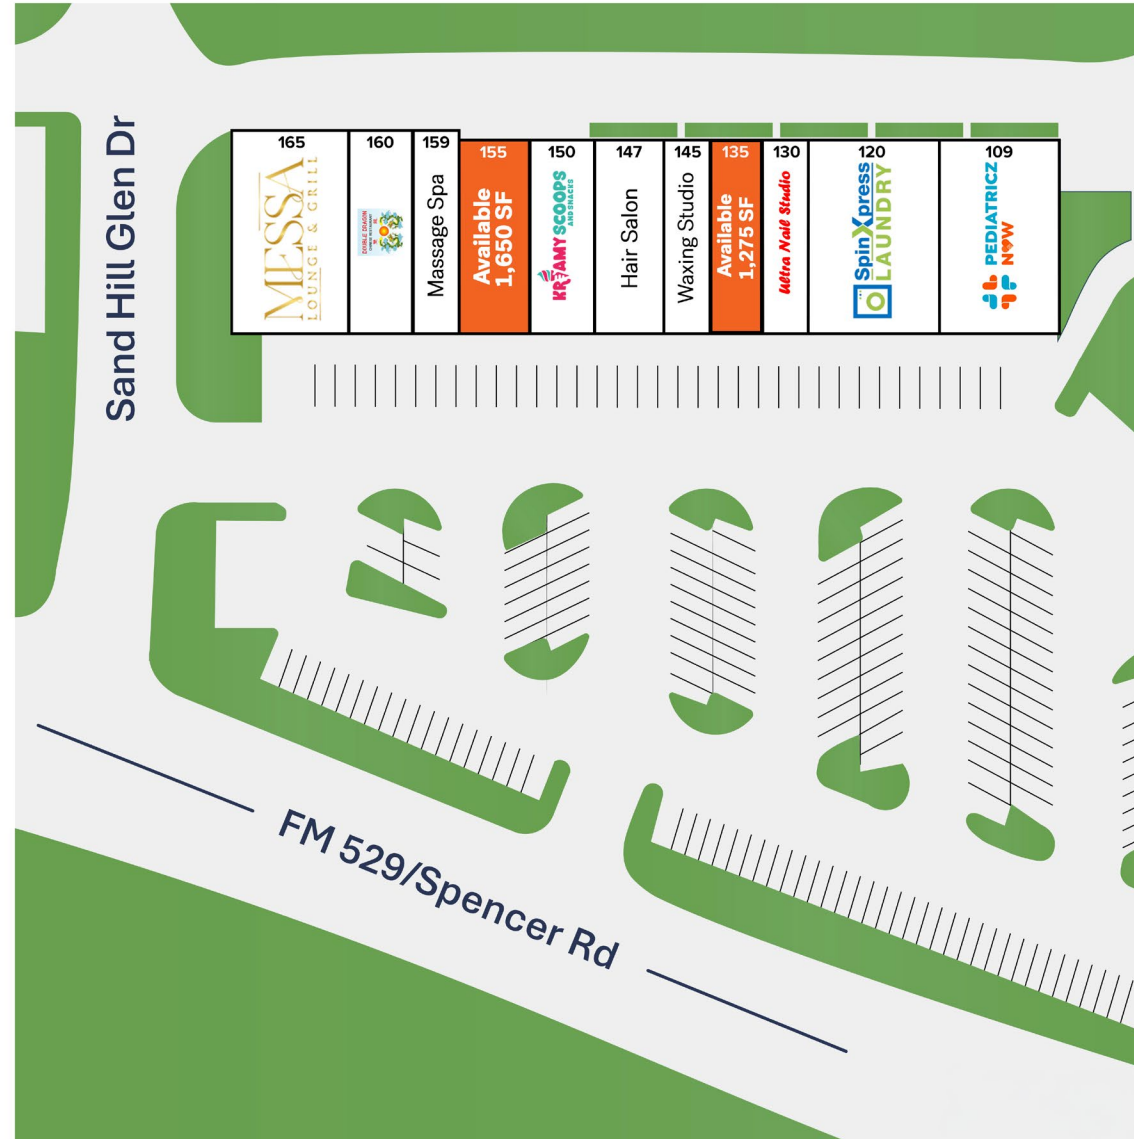 Sand Hill Glen Dr
165
MESSA
LOUNGE & GRILL
160
DOUBLE DRAGON
159
Massage Spa
155
Available
1,650 SF
150
KREAMY SCOOPS
AND SNACKS
147
Hair Salon
145
Waxing Studio
135
Available
1,275 SF
130
Ultra Nail Studio
120
SpinXpress
LAUNDRY
109
PEDIATRICZ
NOW
FM 529/Spencer Rd